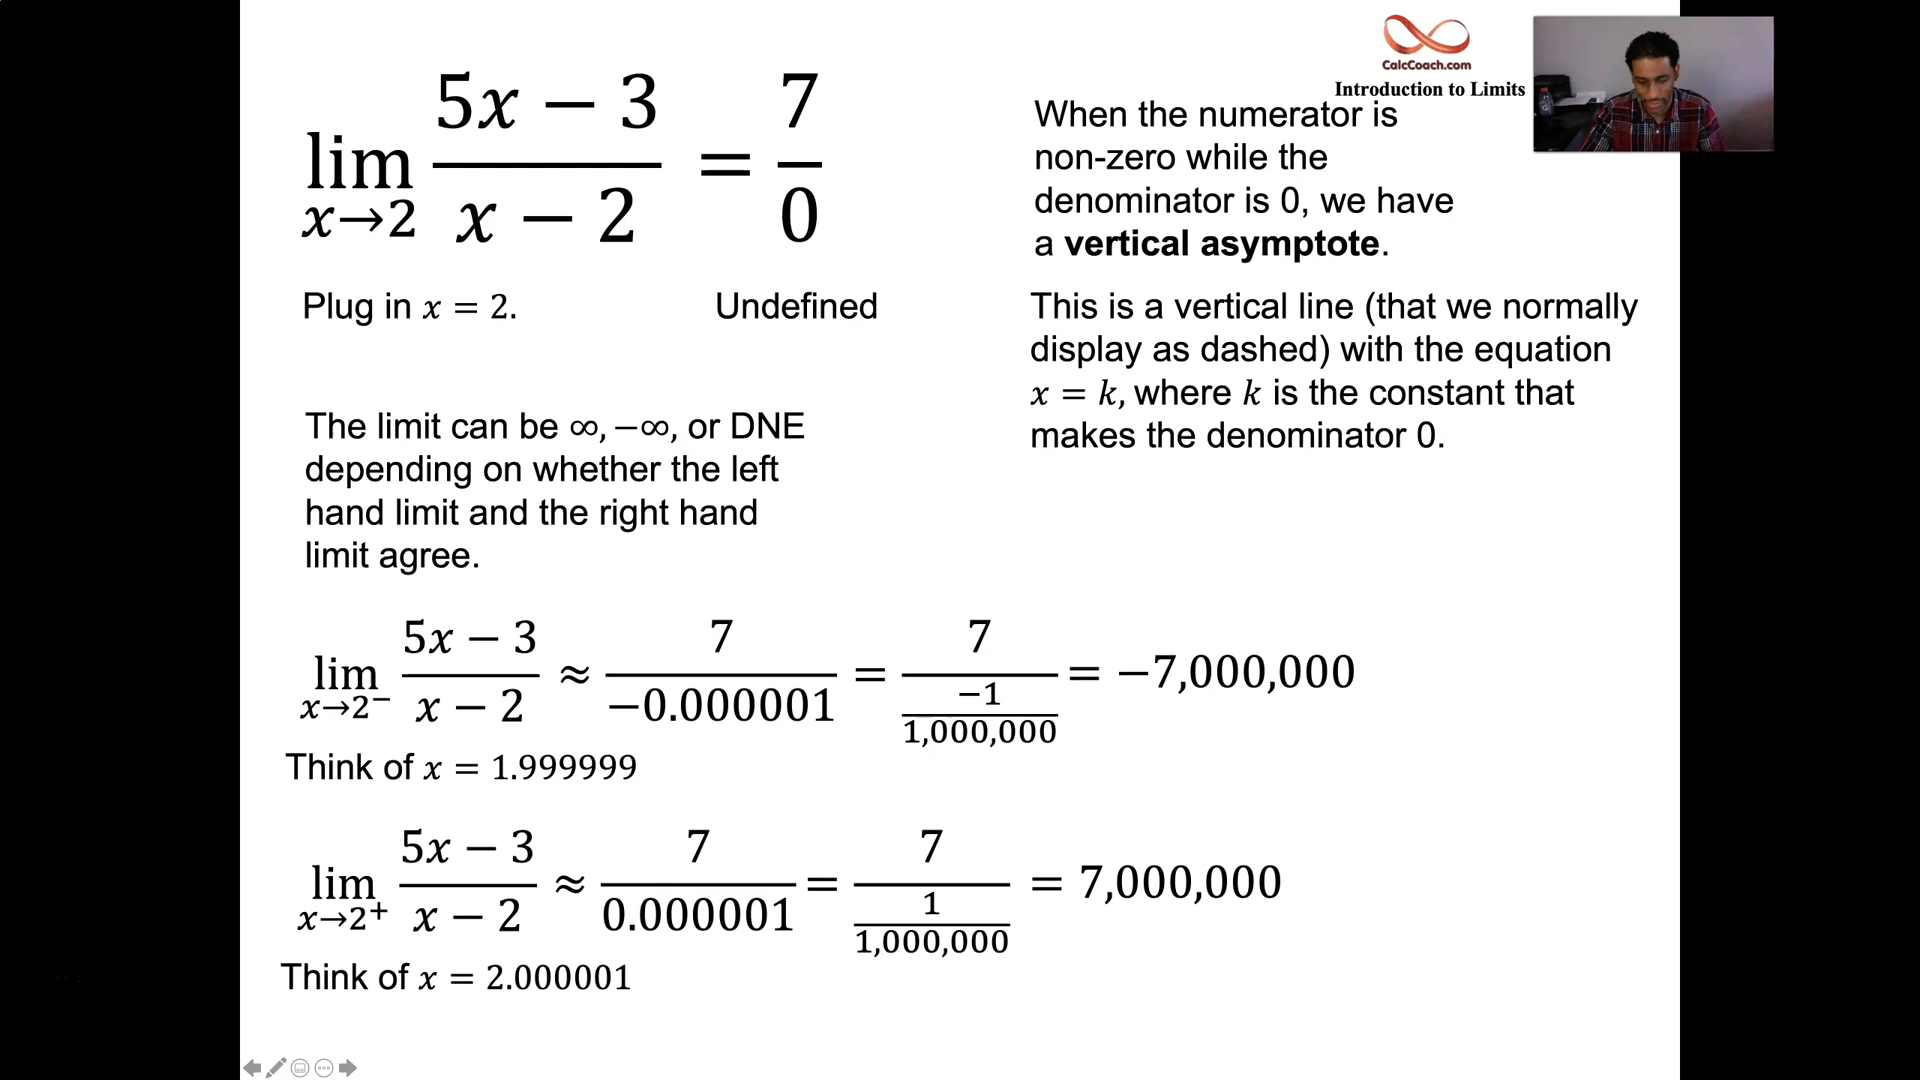 CalcCoach.com
Introduction to Limits
lim x→2 (5x − 3)/(x − 2) = 7/0
Plug in x = 2.
Undefined
When the numerator is
non-zero while the
denominator is 0, we have
a vertical asymptote.
This is a vertical line (that we normally
display as dashed) with the equation
x = k, where k is the constant that
makes the denominator 0.
The limit can be ∞, −∞, or DNE
depending on whether the left
hand limit and the right hand
limit agree.
lim x→2⁻ (5x − 3)/(x − 2) ≈ 7/(−0.000001) = 7/(−1/1,000,000) = −7,000,000
Think of x = 1.999999
lim x→2⁺ (5x − 3)/(x − 2) ≈ 7/0.000001 = 7/(1/1,000,000) = 7,000,000
Think of x = 2.000001